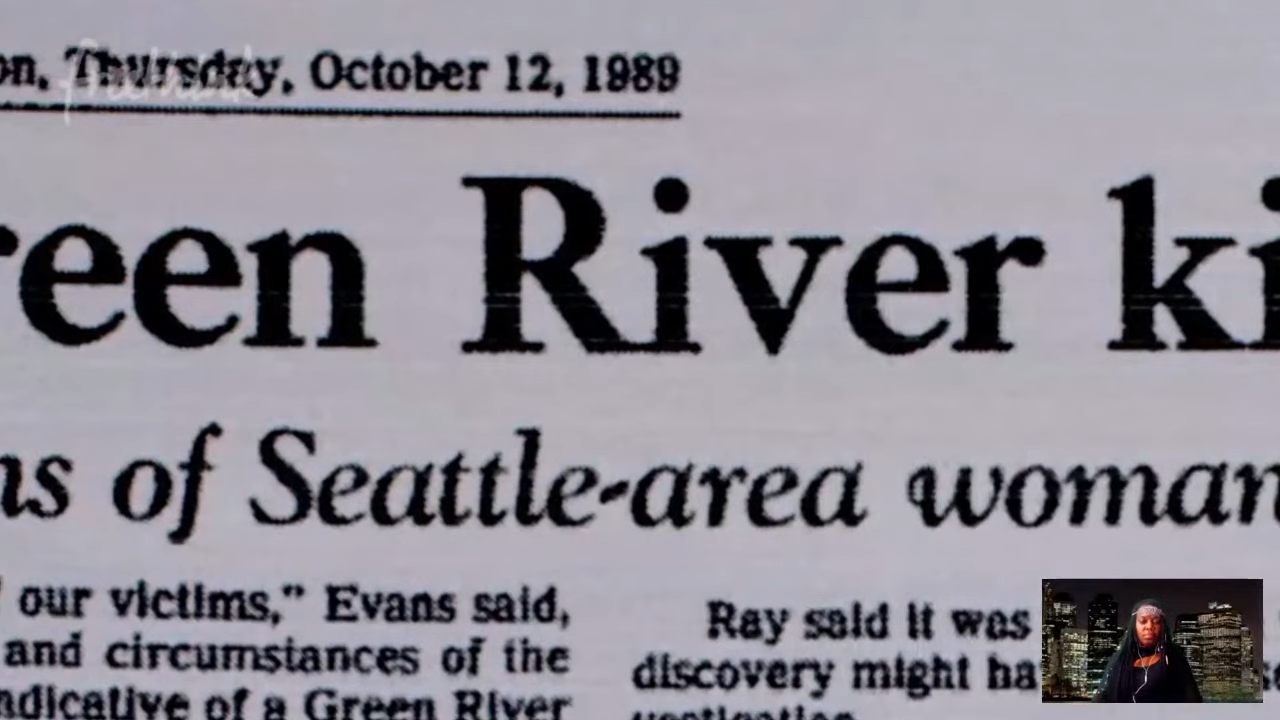 on, Thursday, October 12, 1989
reen River ki
ns of Seattle-area woman
our victims," Evans said,
and circumstances of the
ndicative of a Green River
Ray said it was
discovery might ha